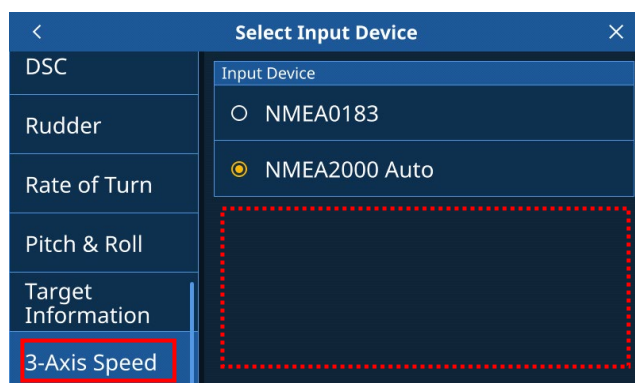 Select Input Device
DSC
Rudder
Rate of Turn
Pitch & Roll
Target
Information
3-Axis Speed
Input Device
NMEA0183
NMEA2000 Auto